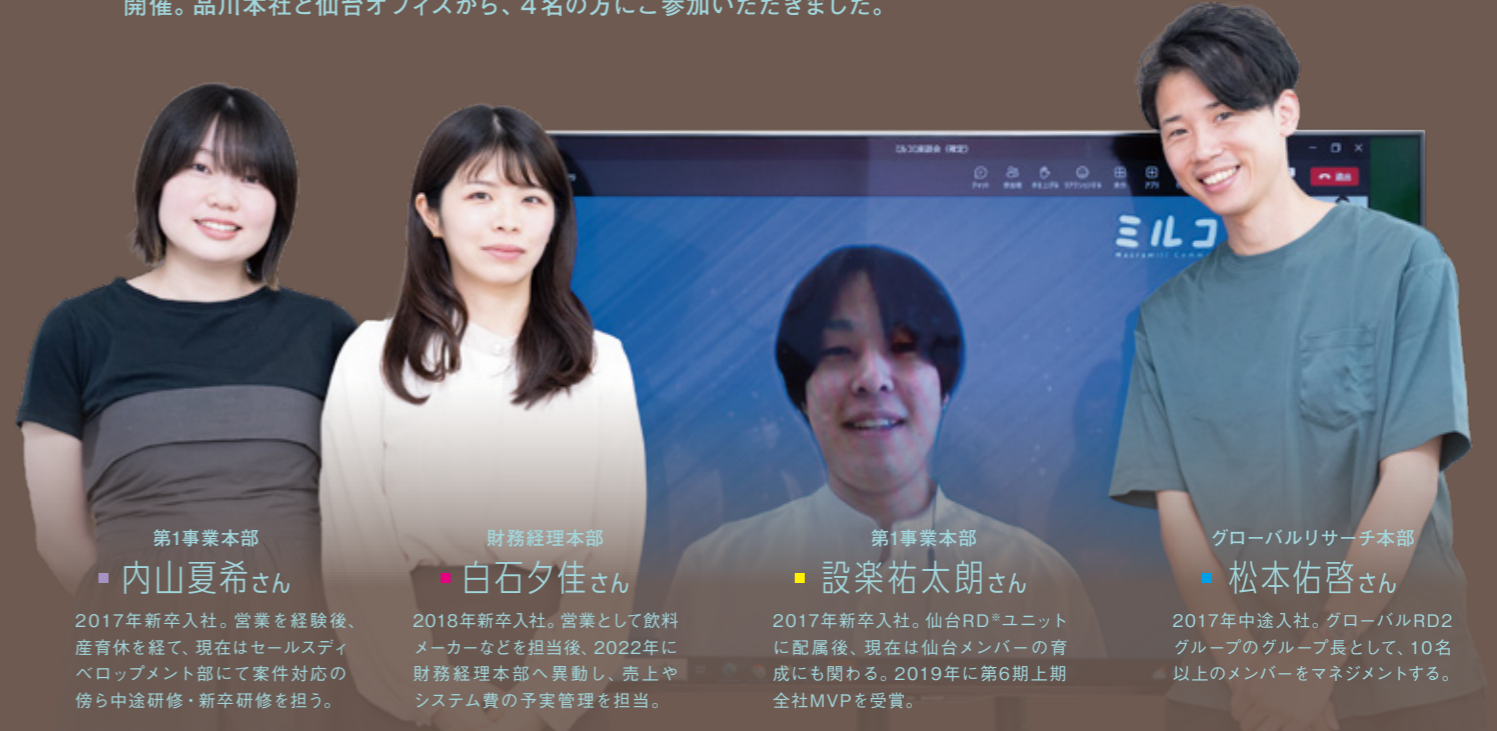 開催。品川本社と仙台オフィスから、4名の方にご参加いただきました。
退出
ミルコ
第1事業本部
内山夏希さん
2017年新卒入社。営業を経験後、
産育休を経て、現在はセールスディ
ベロップメント部にて案件対応の
傍ら中途研修・新卒研修を担う。
財務経理本部
白石夕佳さん
2018年新卒入社。営業として飲料
メーカーなどを担当後、2022年に
財務経理本部へ異動し、売上や
システム費の予実管理を担当。
第1事業本部
設楽祐太朗さん
2017年新卒入社。仙台RD※ユニット
に配属後、現在は仙台メンバーの育
成にも関わる。2019年に第6期上期
全社MVPを受賞。
グローバルリサーチ本部
松本佑啓さん
2017年中途入社。グローバルRD2
グループのグループ長として、10名
以上のメンバーをマネジメントする。